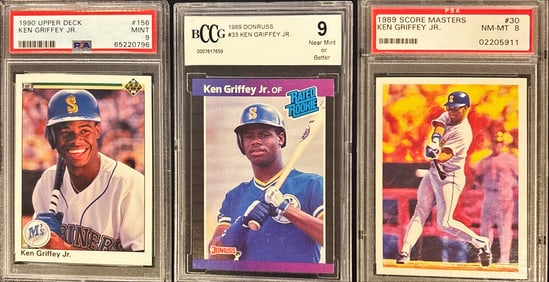 1990 UPPER DECK #156
KEN GRIFFEY JR. MINT
PSA 9
65220796
S
M's
RINERS
Ken Griffey Jr.
BCCG
1989 DONRUSS
#33 KEN GRIFFEY JR.
0007617659
9
Near Mint
or
Better
Ken Griffey Jr. OF
RATED
ROOKIE
S
DONRUSS
PSA
1989 SCORE MASTERS #30
KEN GRIFFEY JR. NM-MT 8
02205911